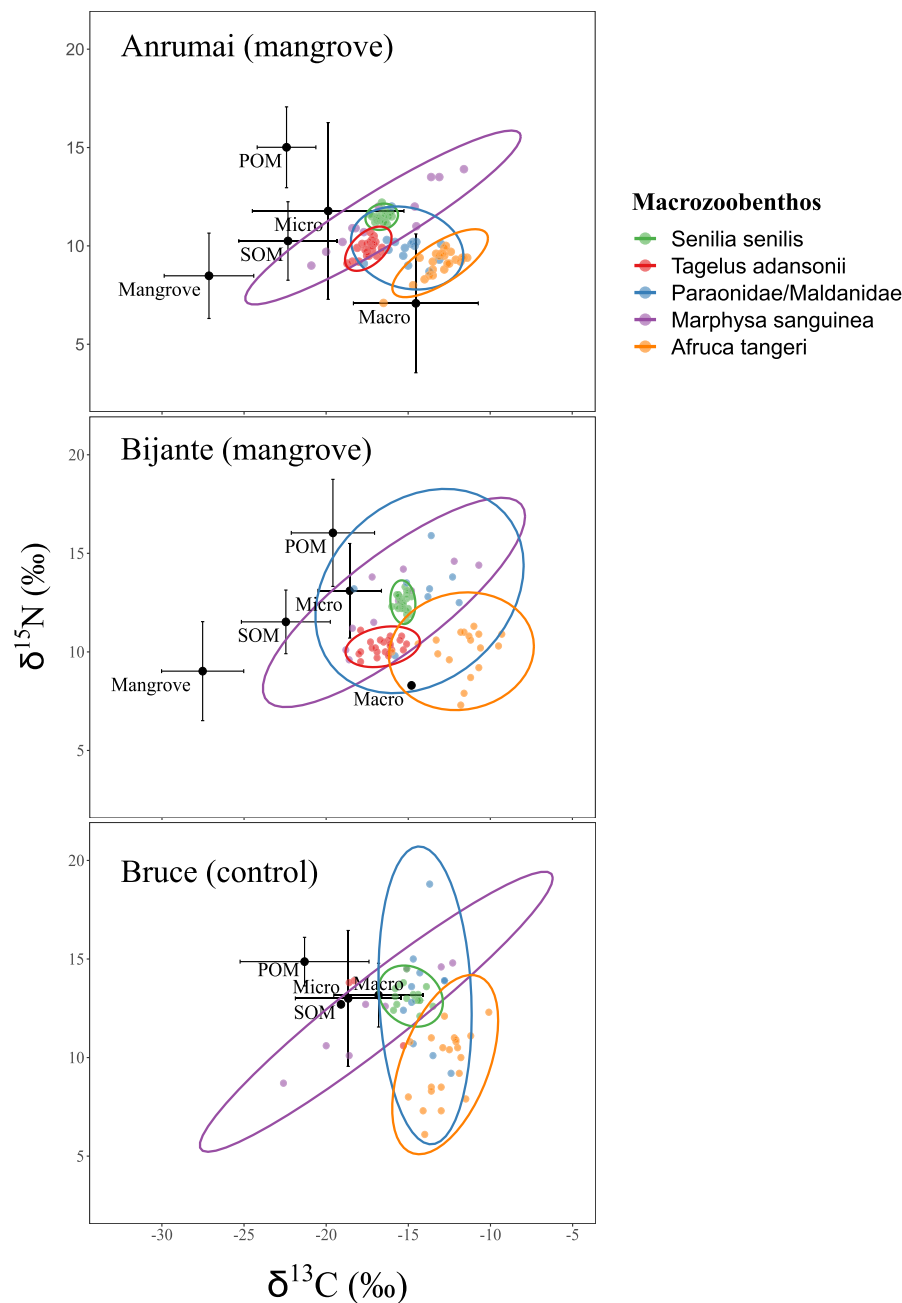 Anrumai (mangrove)
20
15
10
5
POM
Micro
SOM
Mangrove
Macro
Macrozoobenthos
Senilia senilis
Tagelus adansonii
Paraonidae/Maldanidae
Marphysa sanguinea
Afruca tangeri
Bijante (mangrove)
20
15
10
5
POM
Micro
SOM
Mangrove
Macro
δ15N (‰)
Bruce (control)
20
15
10
5
POM
Micro
Macro
SOM
-30 -25 -20 -15 -10 -5
δ13C (‰)